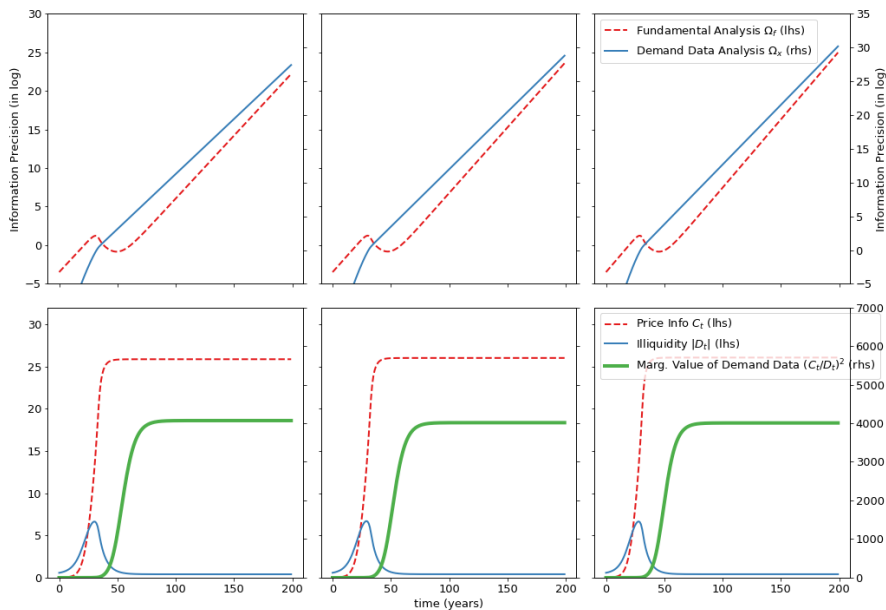 30
25
20
15
10
5
0
−5
Information Precision (in log)
Fundamental Analysis Ωf (lhs)
Demand Data Analysis Ωx (rhs)
35
30
25
20
15
10
5
0
−5
Information Precision (in log)
30
25
20
15
10
5
0
0 50 100 150 200
0 50 100 150 200
time (years)
Price Info Ct (lhs)
Illiquidity |Dt| (lhs)
Marg. Value of Demand Data (Ct/Dt)² (rhs)
7000
6000
5000
4000
3000
2000
1000
0
0 50 100 150 200